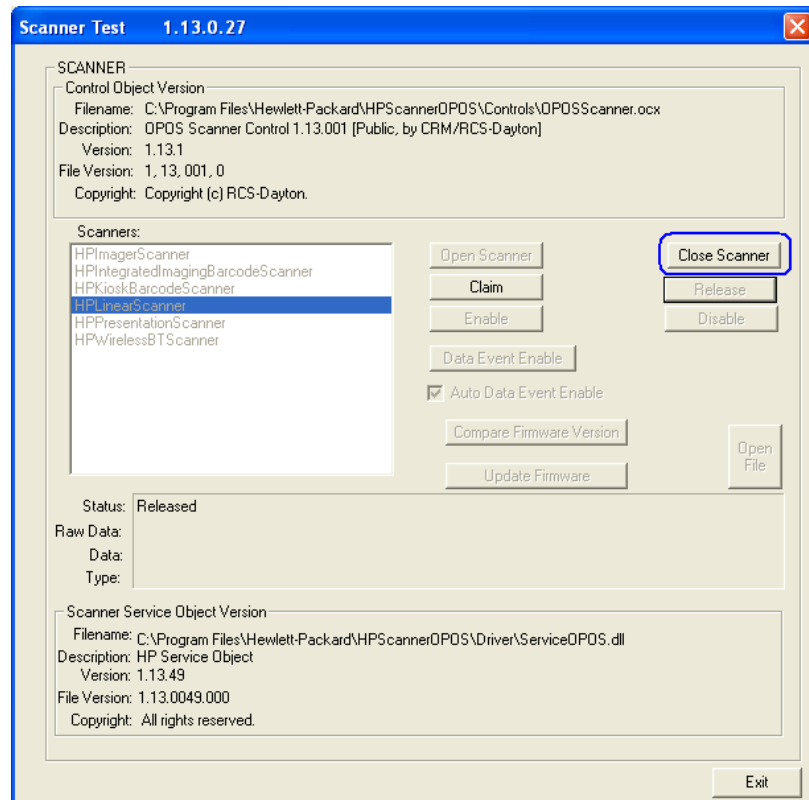 Scanner Test 1.13.0.27
SCANNER
Control Object Version
Filename: C:\Program Files\Hewlett-Packard\HPScannerOPOS\Controls\OPOSScanner.ocx
Description: OPOS Scanner Control 1.13.001 [Public, by CRM/RCS-Dayton]
Version: 1.13.1
File Version: 1, 13, 001, 0
Copyright: Copyright (c) RCS-Dayton.
Scanners:
HPImagerScanner
HPIntegratedImagingBarcodeScanner
HPKioskBarcodeScanner
HPLinearScanner
HPPresentationScanner
HPWirelessBTScanner
Open Scanner
Close Scanner
Claim
Release
Enable
Disable
Data Event Enable
Auto Data Event Enable
Compare Firmware Version
Update Firmware
Open
File
Status: Released
Raw Data:
Data:
Type:
Scanner Service Object Version
Filename: C:\Program Files\Hewlett-Packard\HPScannerOPOS\Driver\ServiceOPOS.dll
Description: HP Service Object
Version: 1.13.49
File Version: 1.13.0049.000
Copyright: All rights reserved.
Exit